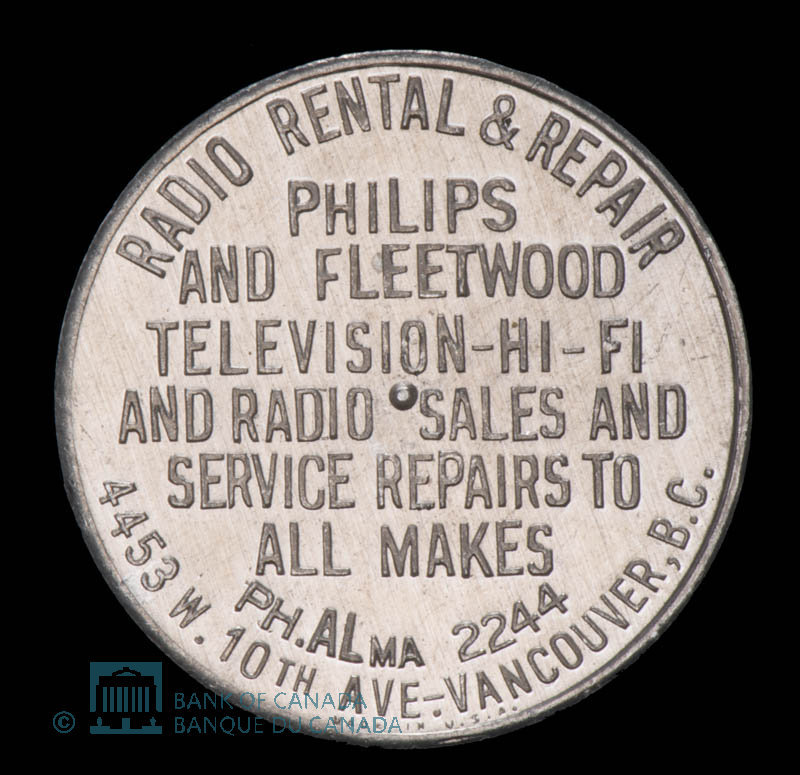 RADIO RENTAL & REPAIR
PHILIPS
AND FLEETWOOD
TELEVISION-HI-FI
AND RADIO SALES AND
SERVICE REPAIRS TO
ALL MAKES
PH. ALMA 2244
4453 W. 10TH AVE-VANCOUVER, B.C.
IN U.S.A.
© BANK OF CANADA
BANQUE DU CANADA